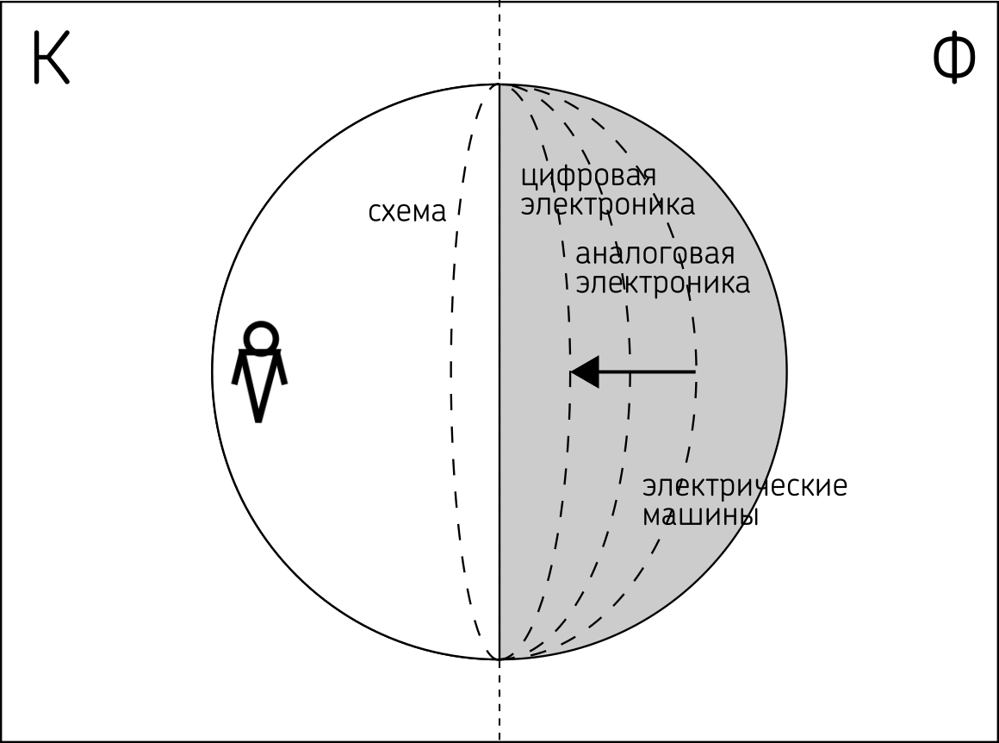 К
Ф
цифровая
электроника
схема
аналоговая
электроника
электрические
машины